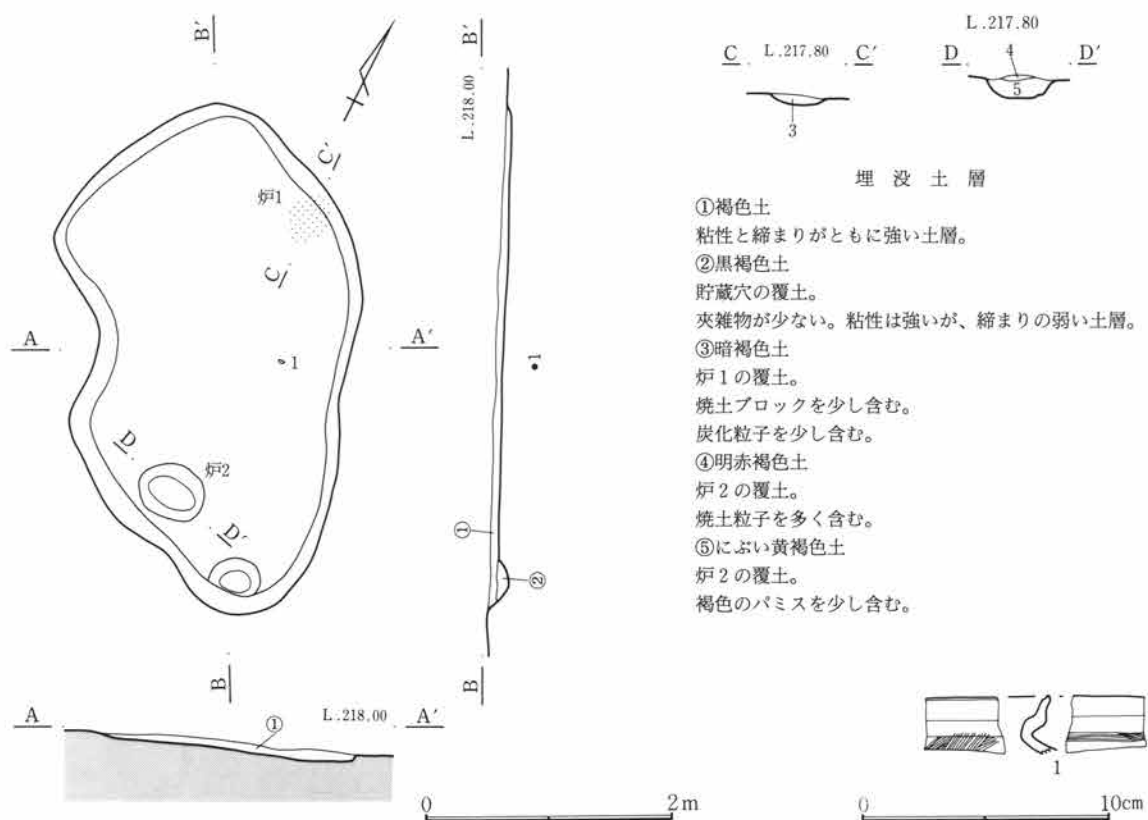 B′
B′
L.217.80
C L.217.80 C′
D 4 D′
5
3
L.218.00
C′
炉1
C
A A′
1
1
D
炉2
D′
①
②
B
B
A ① L.218.00 A′
埋没土層
①褐色土
粘性と締まりがともに強い土層。
②黒褐色土
貯蔵穴の覆土。
夾雑物が少ない。粘性は強いが、締まりの弱い土層。
③暗褐色土
炉1の覆土。
焼土ブロックを少し含む。
炭化粒子を少し含む。
④明赤褐色土
炉2の覆土。
焼土粒子を多く含む。
⑤にぶい黄褐色土
炉2の覆土。
褐色のパミスを少し含む。
1
0 2m
0 10cm